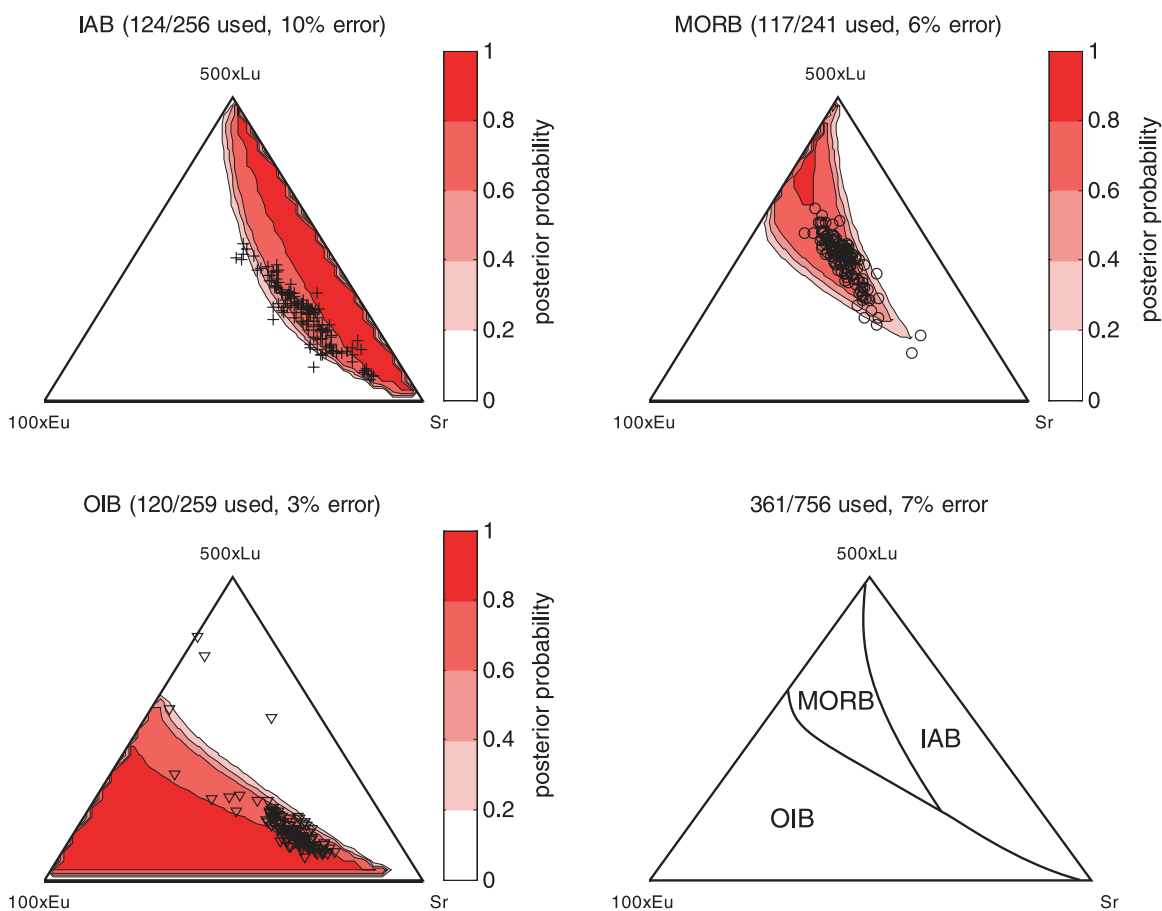 IAB (124/256 used, 10% error)
500xLu
100xEu
Sr
1
0.8
0.6
0.4
0.2
0
posterior probability
MORB (117/241 used, 6% error)
500xLu
100xEu
Sr
1
0.8
0.6
0.4
0.2
0
posterior probability
OIB (120/259 used, 3% error)
500xLu
100xEu
Sr
1
0.8
0.6
0.4
0.2
0
posterior probability
361/756 used, 7% error
500xLu
MORB
IAB
OIB
100xEu
Sr